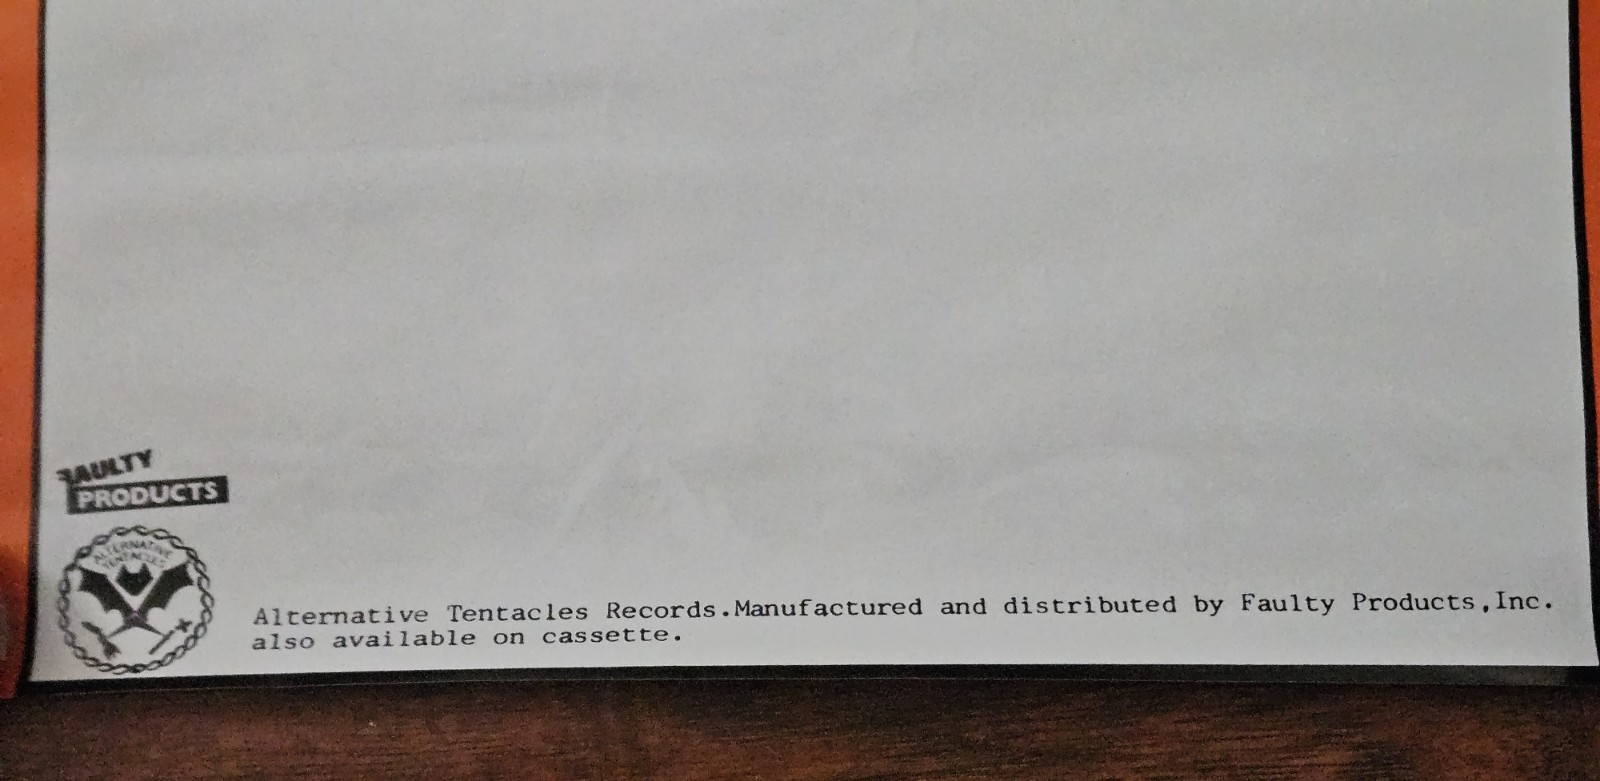 FAULTY
PRODUCTS
ALTERNATIVE
TENTACLES
Alternative Tentacles Records.Manufactured and distributed by Faulty Products,Inc.
also available on cassette.